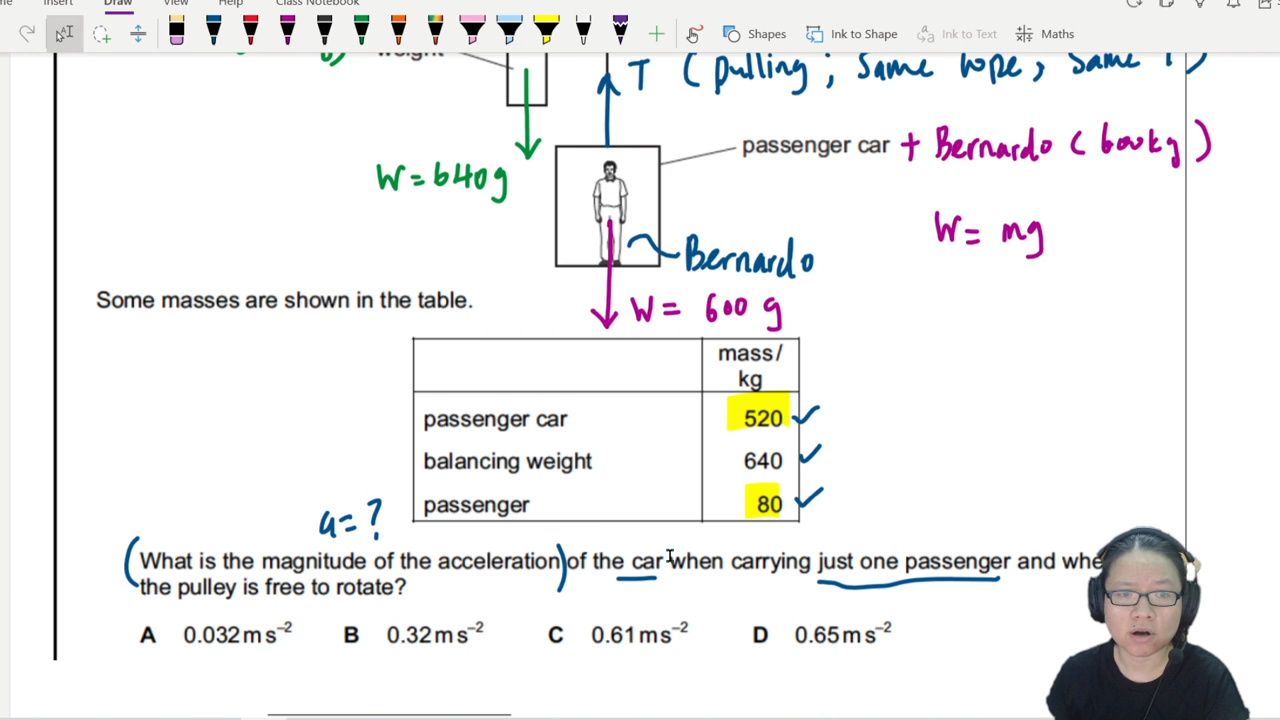 Insert Draw View Help Class Notebook
Shapes Ink to Shape Ink to Text Maths
weight
T (pulling; same rope, same T)
passenger car + Bernardo (600kg)
W=640g
W= mg
Bernardo
Some masses are shown in the table.
W= 600 g
mass/
kg
passenger car 520
balancing weight 640
passenger 80
a=?
(What is the magnitude of the acceleration) of the car when carrying just one passenger and whe
the pulley is free to rotate?
A 0.032 m s⁻² B 0.32 m s⁻² C 0.61 m s⁻² D 0.65 m s⁻²